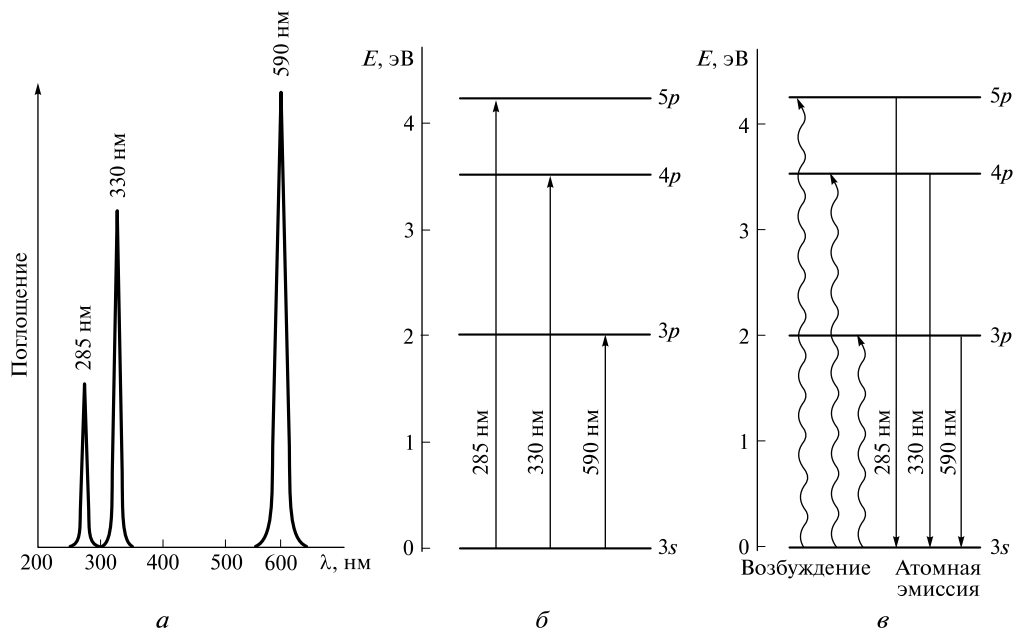 Поглощение
285 нм
330 нм
590 нм
200
300
400
500
600
λ, нм
а
E, эВ
4
3
2
1
0
5p
4p
3p
3s
285 нм
330 нм
590 нм
б
E, эВ
4
3
2
1
0
5p
4p
3p
3s
285 нм
330 нм
590 нм
Возбуждение
Атомная
эмиссия
в